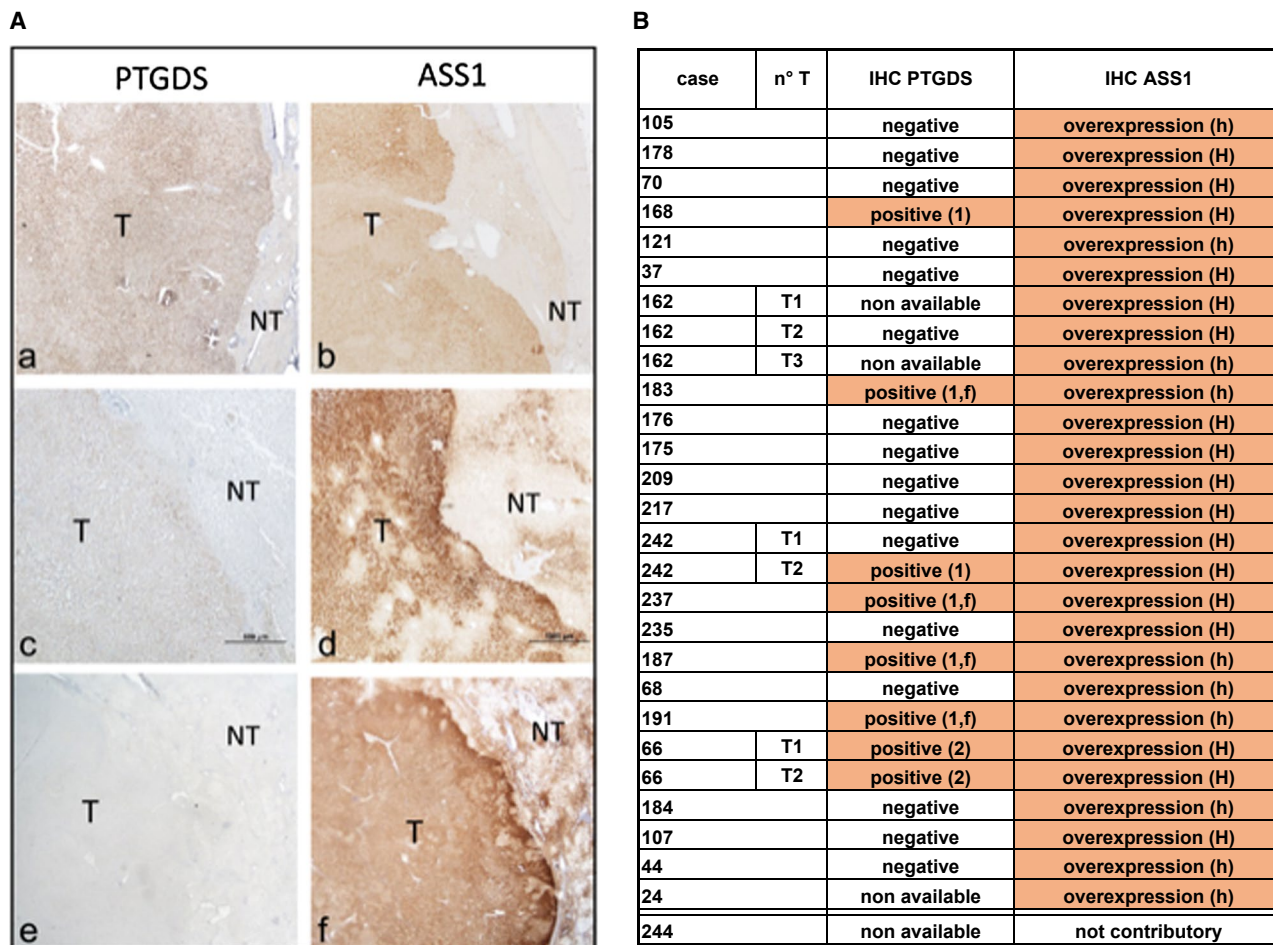 A
PTGDS ASS1
T NT a
T NT b
T NT c
T NT d
T NT e
T NT f
B
case n° T IHC PTGDS IHC ASS1
105 negative overexpression (h)
178 negative overexpression (H)
70 negative overexpression (H)
168 positive (1) overexpression (H)
121 negative overexpression (h)
37 negative overexpression (H)
162 T1 non available overexpression (H)
162 T2 negative overexpression (H)
162 T3 non available overexpression (H)
183 positive (1,f) overexpression (h)
176 negative overexpression (H)
175 negative overexpression (H)
209 negative overexpression (H)
217 negative overexpression (H)
242 T1 negative overexpression (H)
242 T2 positive (1) overexpression (H)
237 positive (1,f) overexpression (H)
235 negative overexpression (H)
187 positive (1,f) overexpression (h)
68 negative overexpression (h)
191 positive (1,f) overexpression (h)
66 T1 positive (2) overexpression (H)
66 T2 positive (2) overexpression (H)
184 negative overexpression (h)
107 negative overexpression (H)
44 negative overexpression (h)
24 non available overexpression (h)
244 non available not contributory